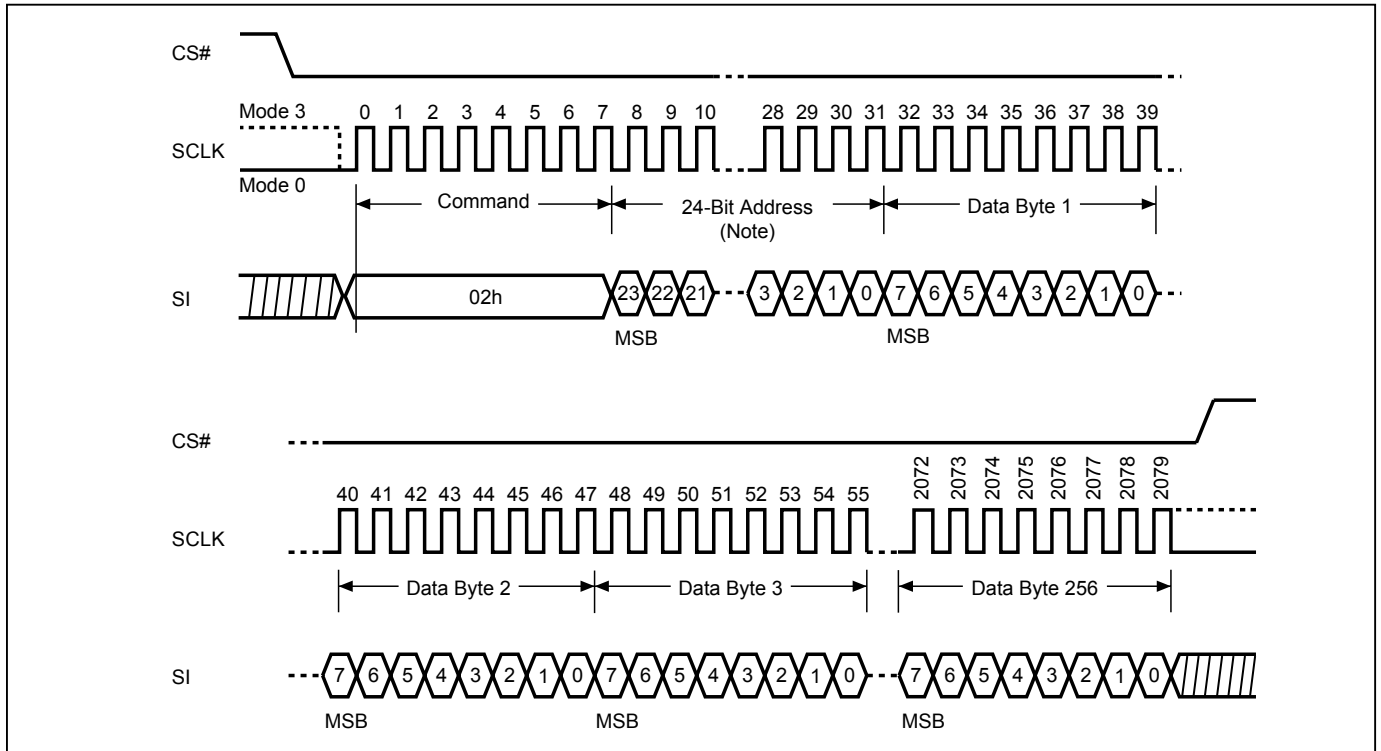 CS#
Mode 3
0 1 2 3 4 5 6 7 8 9 10 28 29 30 31 32 33 34 35 36 37 38 39
SCLK
Mode 0
Command
24-Bit Address
(Note)
Data Byte 1
SI
02h
23 22 21 3 2 1 0 7 6 5 4 3 2 1 0
MSB MSB
CS#
40 41 42 43 44 45 46 47 48 49 50 51 52 53 54 55 2072 2073 2074 2075 2076 2077 2078 2079
SCLK
Data Byte 2 Data Byte 3 Data Byte 256
SI
7 6 5 4 3 2 1 0 7 6 5 4 3 2 1 0 7 6 5 4 3 2 1 0
MSB MSB MSB